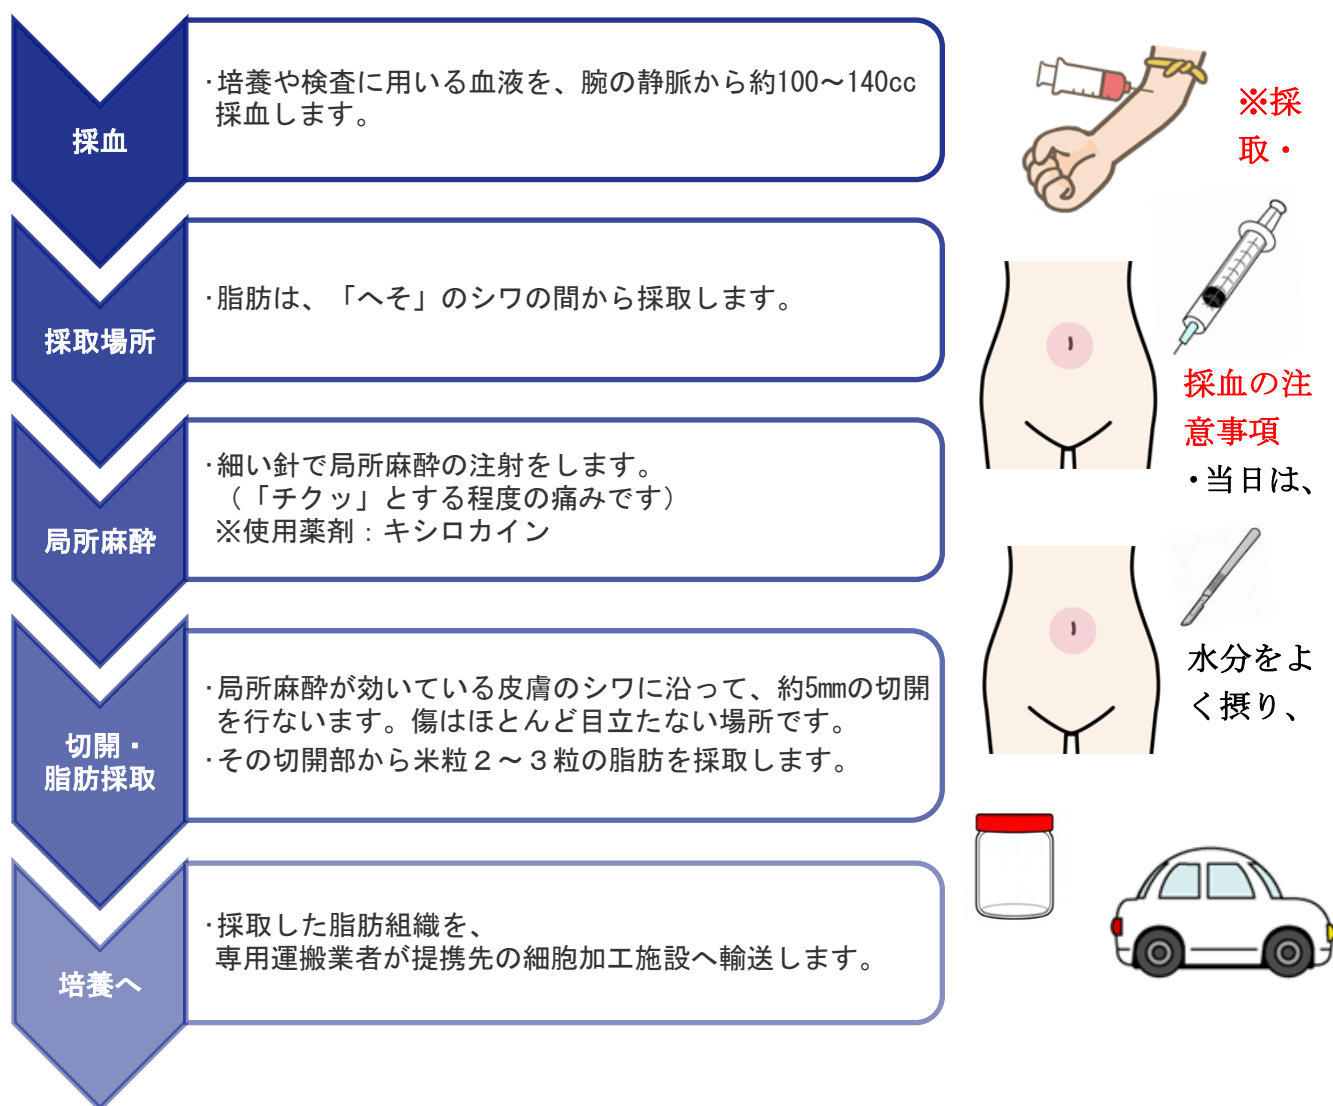 採血
・培養や検査に用いる血液を、腕の静脈から約100～140cc
採血します。
採取場所
・脂肪は、「へそ」のシワの間から採取します。
局所麻酔
・細い針で局所麻酔の注射をします。
（「チクッ」とする程度の痛みです）
※使用薬剤：キシロカイン
切開・
脂肪採取
・局所麻酔が効いている皮膚のシワに沿って、約5㎜の切開
を行ないます。傷はほとんど目立たない場所です。
・その切開部から米粒２～３粒の脂肪を採取します。
培養へ
・採取した脂肪組織を、
専用運搬業者が提携先の細胞加工施設へ輸送します。
※採
取・
採血の注
意事項
・当日は、
水分をよ
く摂り、